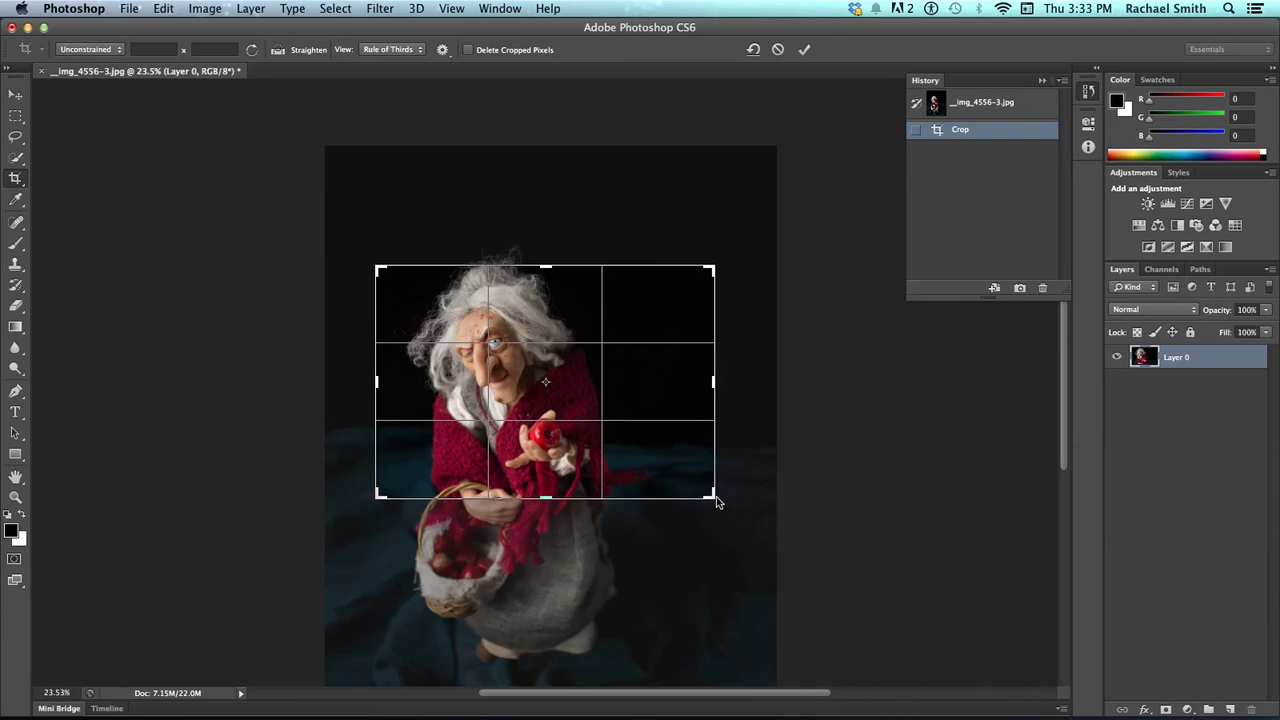 Photoshop File Edit Image Layer Type Select Filter 3D View Window Help 2 Thu 3:33 PM Rachael Smith
Adobe Photoshop CS6
Unconstrained x Straighten View: Rule of Thirds Delete Cropped Pixels Essentials
__img_4556-3.jpg @ 23.5% (Layer 0, RGB/8*) *
History
__img_4556-3.jpg
Crop
Color Swatches
R 0
G 0
B 0
Adjustments Styles
Add an adjustment
Layers Channels Paths
Kind
Normal Opacity: 100%
Lock: Fill: 100%
Layer 0
23.53% Doc: 7.15M/22.0M
Mini Bridge Timeline